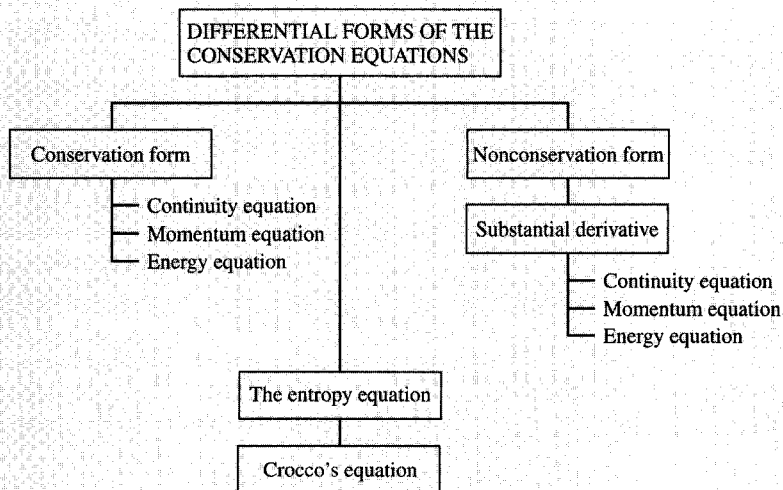 DIFFERENTIAL FORMS OF THE
CONSERVATION EQUATIONS
Conservation form
Continuity equation
Momentum equation
Energy equation
Nonconservation form
Substantial derivative
Continuity equation
Momentum equation
Energy equation
The entropy equation
Crocco's equation